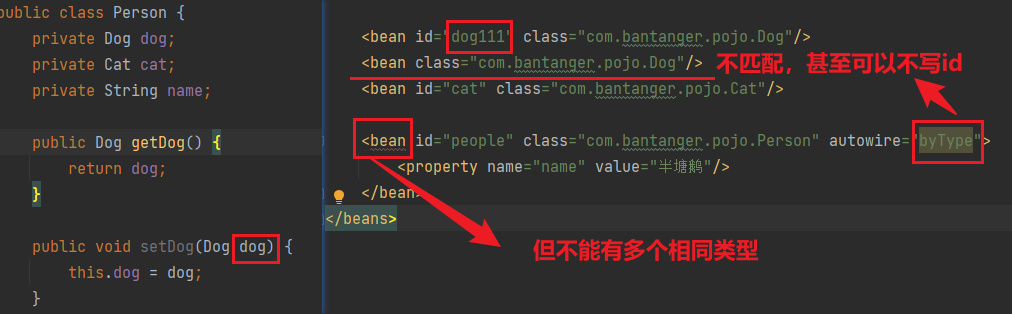 public class Person {
private Dog dog;
private Cat cat;
private String name;
public Dog getDog() {
return dog;
}
public void setDog(Dog dog) {
this.dog = dog;
}
<bean id="dog111" class="com.bantanger.pojo.Dog"/>
<bean class="com.bantanger.pojo.Dog"/>
不匹配，甚至可以不写id
<bean id="cat" class="com.bantanger.pojo.Cat"/>
<bean id="people" class="com.bantanger.pojo.Person" autowire="byType">
<property name="name" value="半塘鹅"/>
</bean>
</beans>
但不能有多个相同类型